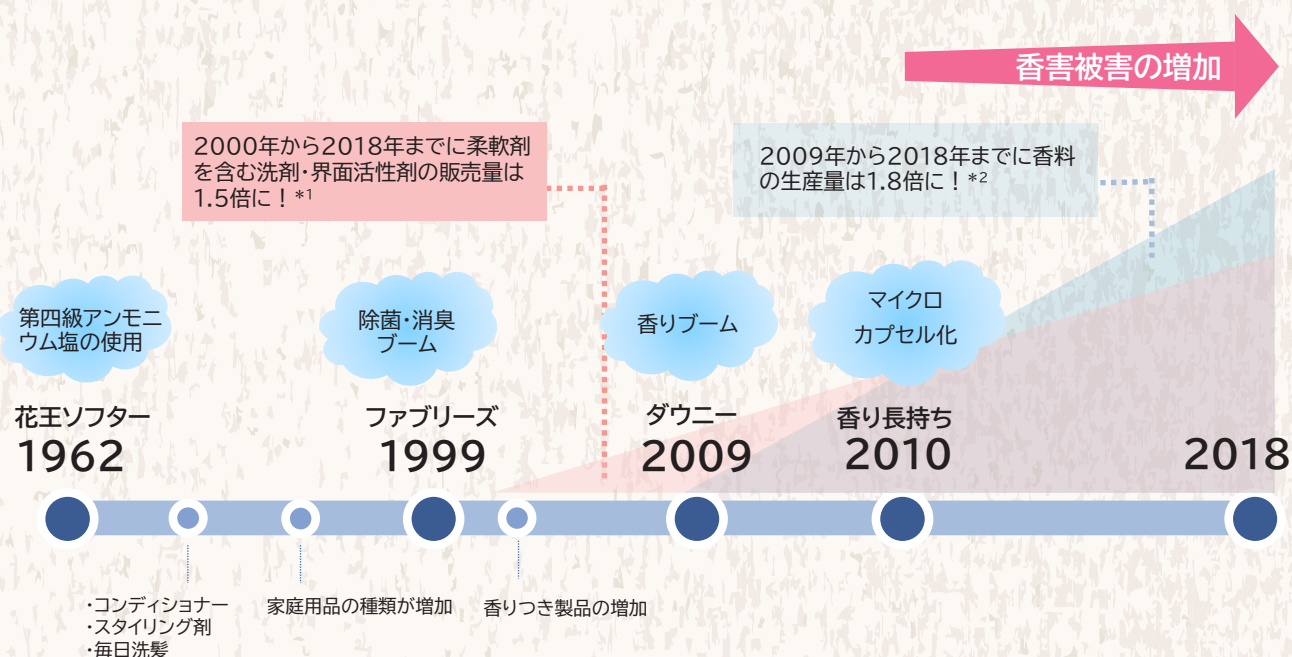 香害被害の増加
2000年から2018年までに柔軟剤
を含む洗剤・界面活性剤の販売量は
1.5倍に！*1
2009年から2018年までに香料
の生産量は1.8倍に！*2
第四級アンモニ
ウム塩の使用
除菌・消臭
ブーム
香りブーム
マイクロ
カプセル化
花王ソフター
1962
ファブリーズ
1999
ダウニー
2009
香り長持ち
2010
2018
・コンディショナー
・スタイリング剤
・毎日洗髪
家庭用品の種類が増加
香りつき製品の増加